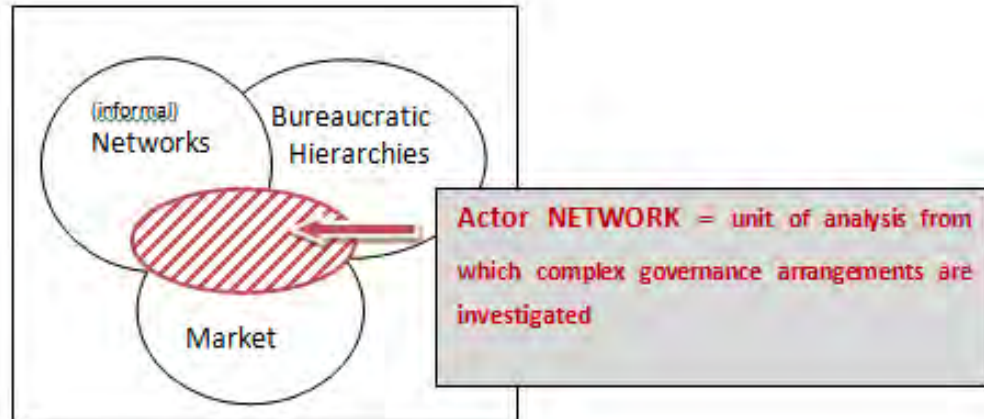 (informal)
Networks
Bureaucratic
Hierarchies
Actor NETWORK = unit of analysis from
which complex governance arrangements are
investigated
Market